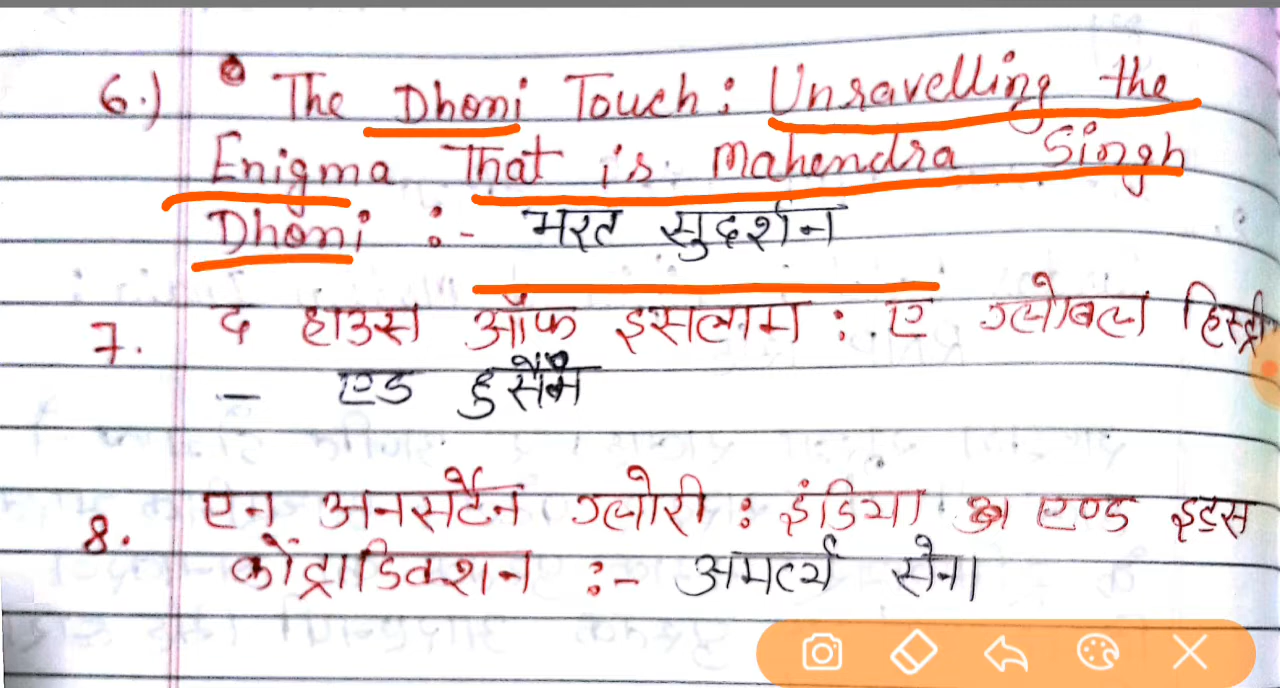 6.) The Dhoni Touch : Unravelling the
Enigma That is Mahendra Singh
Dhoni :- भरत सुदर्शन
7. द हाउस ऑफ इसलाम : ए ग्लोबल हिस्ट्री
- एड हुसैन
8. एन अनसर्टेन ग्लोरी : इंडिया एण्ड इट्स
कोंट्राडिक्शन :- अमर्त्य सेन।